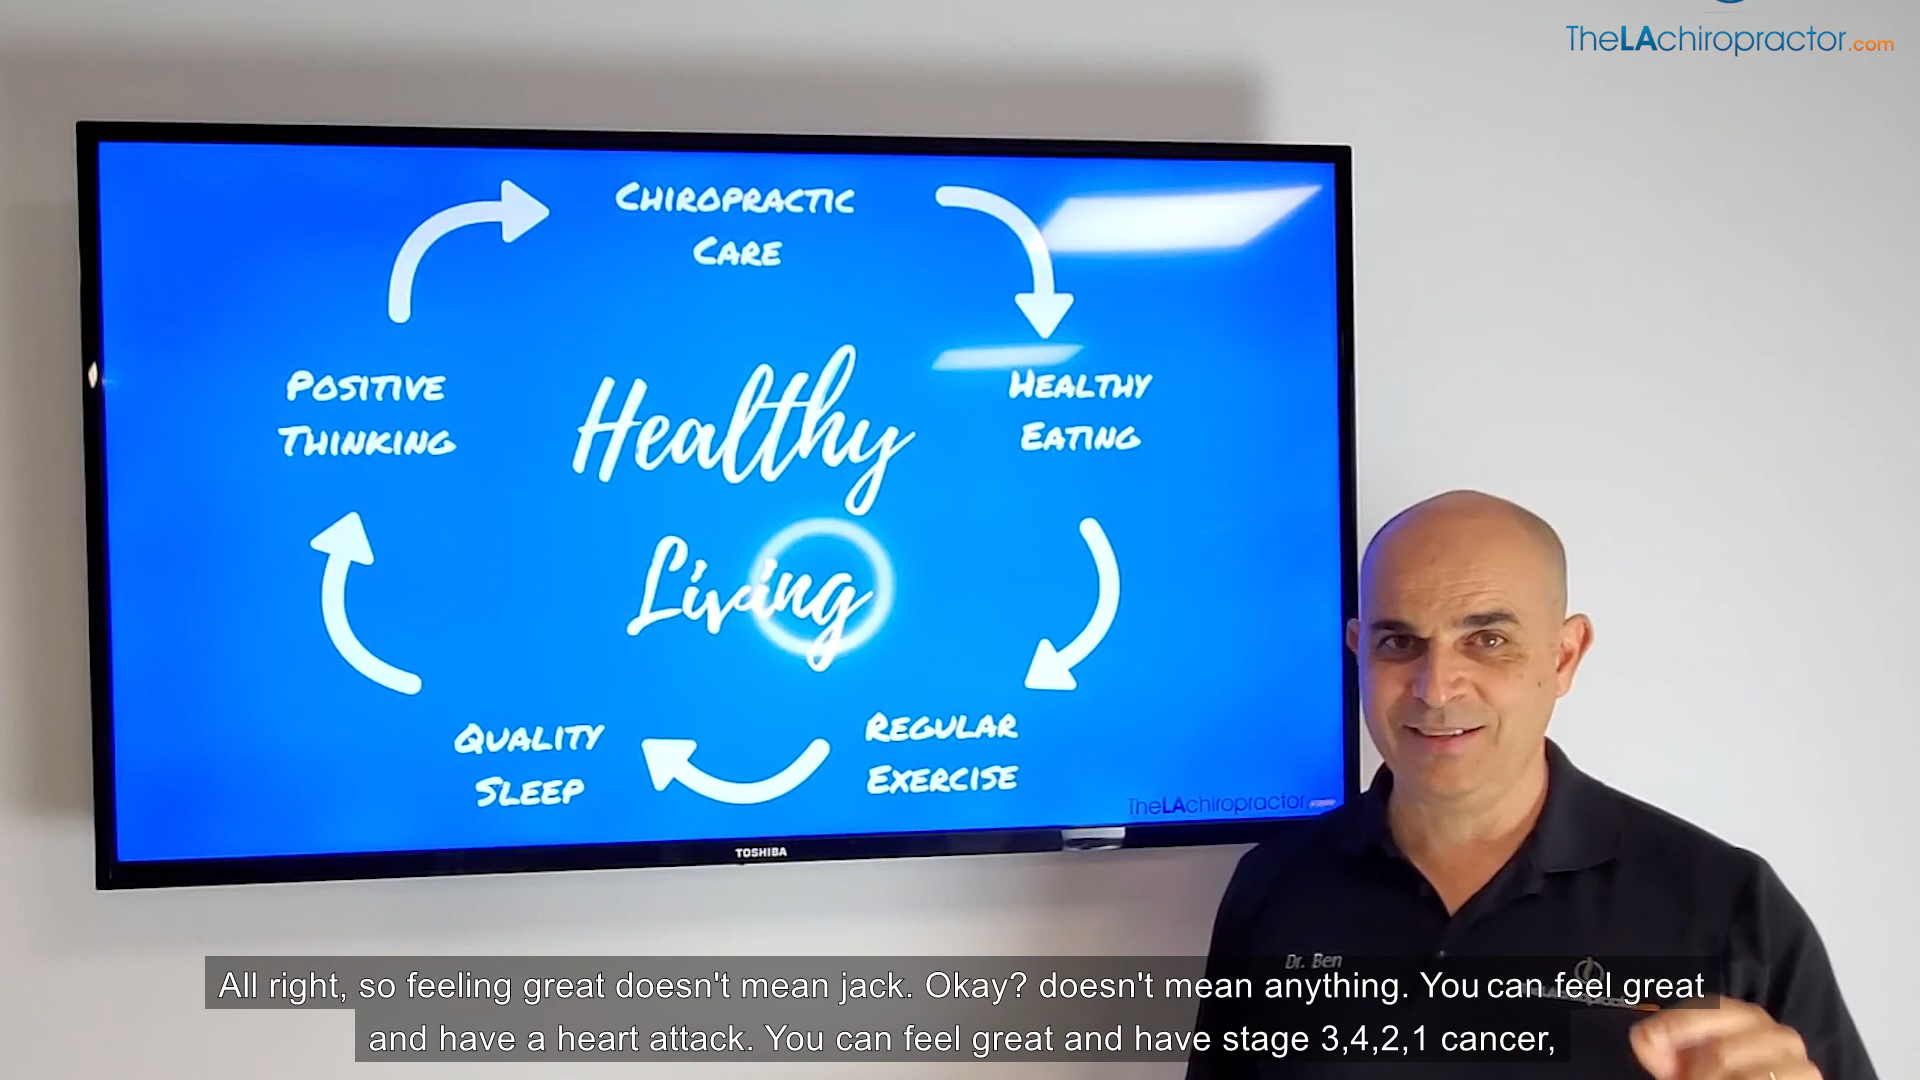 TheLAchiropractor.com
CHIROPRACTIC
CARE
POSITIVE
THINKING
HEALTHY
EATING
Healthy
Living
QUALITY
SLEEP
REGULAR
EXERCISE
TheLAchiropractor
TOSHIBA
Dr. Ben
All right, so feeling great doesn't mean jack. Okay? doesn't mean anything. You can feel great
and have a heart attack. You can feel great and have stage 3,4,2,1 cancer,